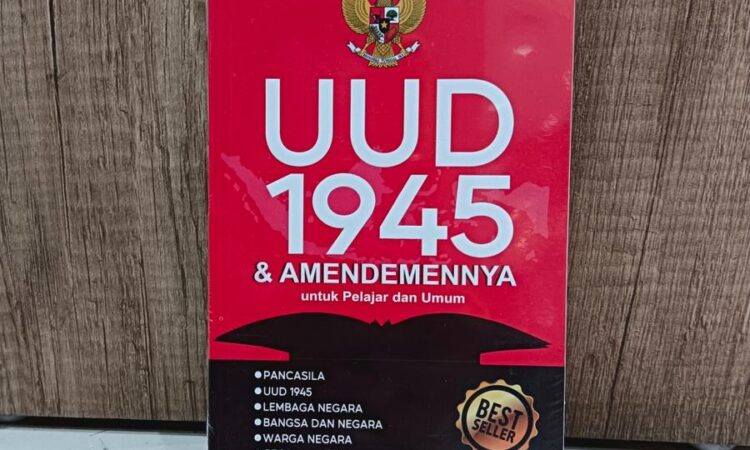 UUD
1945
& AMENDEMENNYA
untuk Pelajar dan Umum
PANCASILA
UUD 1945
LEMBAGA NEGARA
BANGSA DAN NEGARA
WARGA NEGARA
BEST
SELLER